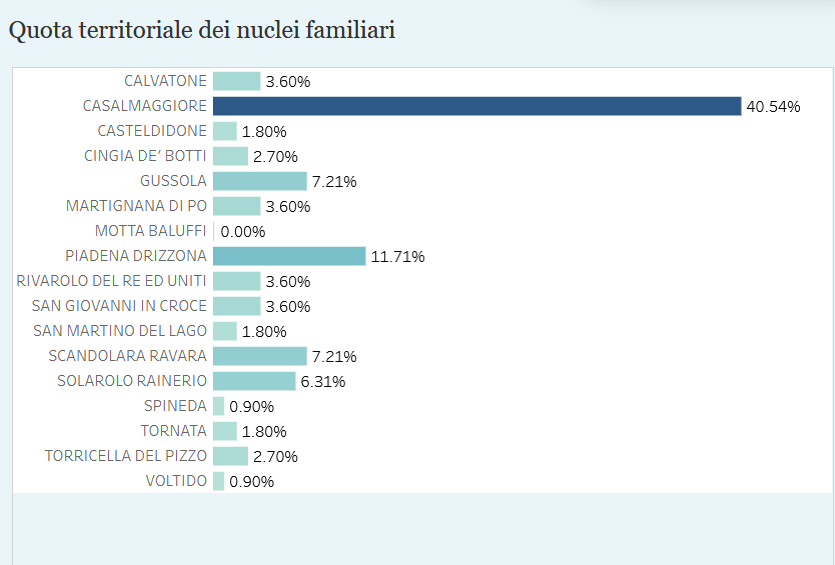 Quota territoriale dei nuclei familiari
CALVATONE 3.60%
CASALMAGGIORE 40.54%
CASTELDIDONE 1.80%
CINGIA DE’ BOTTI 2.70%
GUSSOLA 7.21%
MARTIGNANA DI PO 3.60%
MOTTA BALUFFI 0.00%
PIADENA DRIZZONA 11.71%
RIVAROLO DEL RE ED UNITI 3.60%
SAN GIOVANNI IN CROCE 3.60%
SAN MARTINO DEL LAGO 1.80%
SCANDOLARA RAVARA 7.21%
SOLAROLO RAINERIO 6.31%
SPINEDA 0.90%
TORNATA 1.80%
TORRICELLA DEL PIZZO 2.70%
VOLTIDO 0.90%